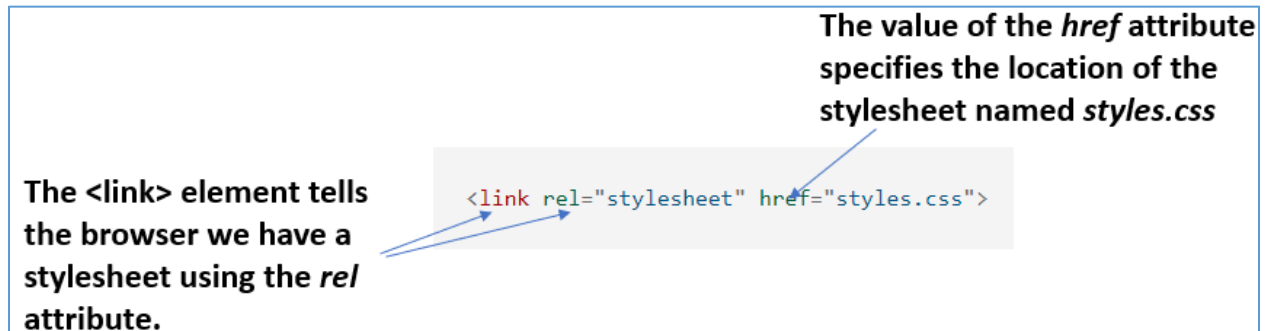 The value of the href attribute
specifies the location of the
stylesheet named styles.css
The <link> element tells
the browser we have a
stylesheet using the rel
attribute.
<link rel="stylesheet" href="styles.css">